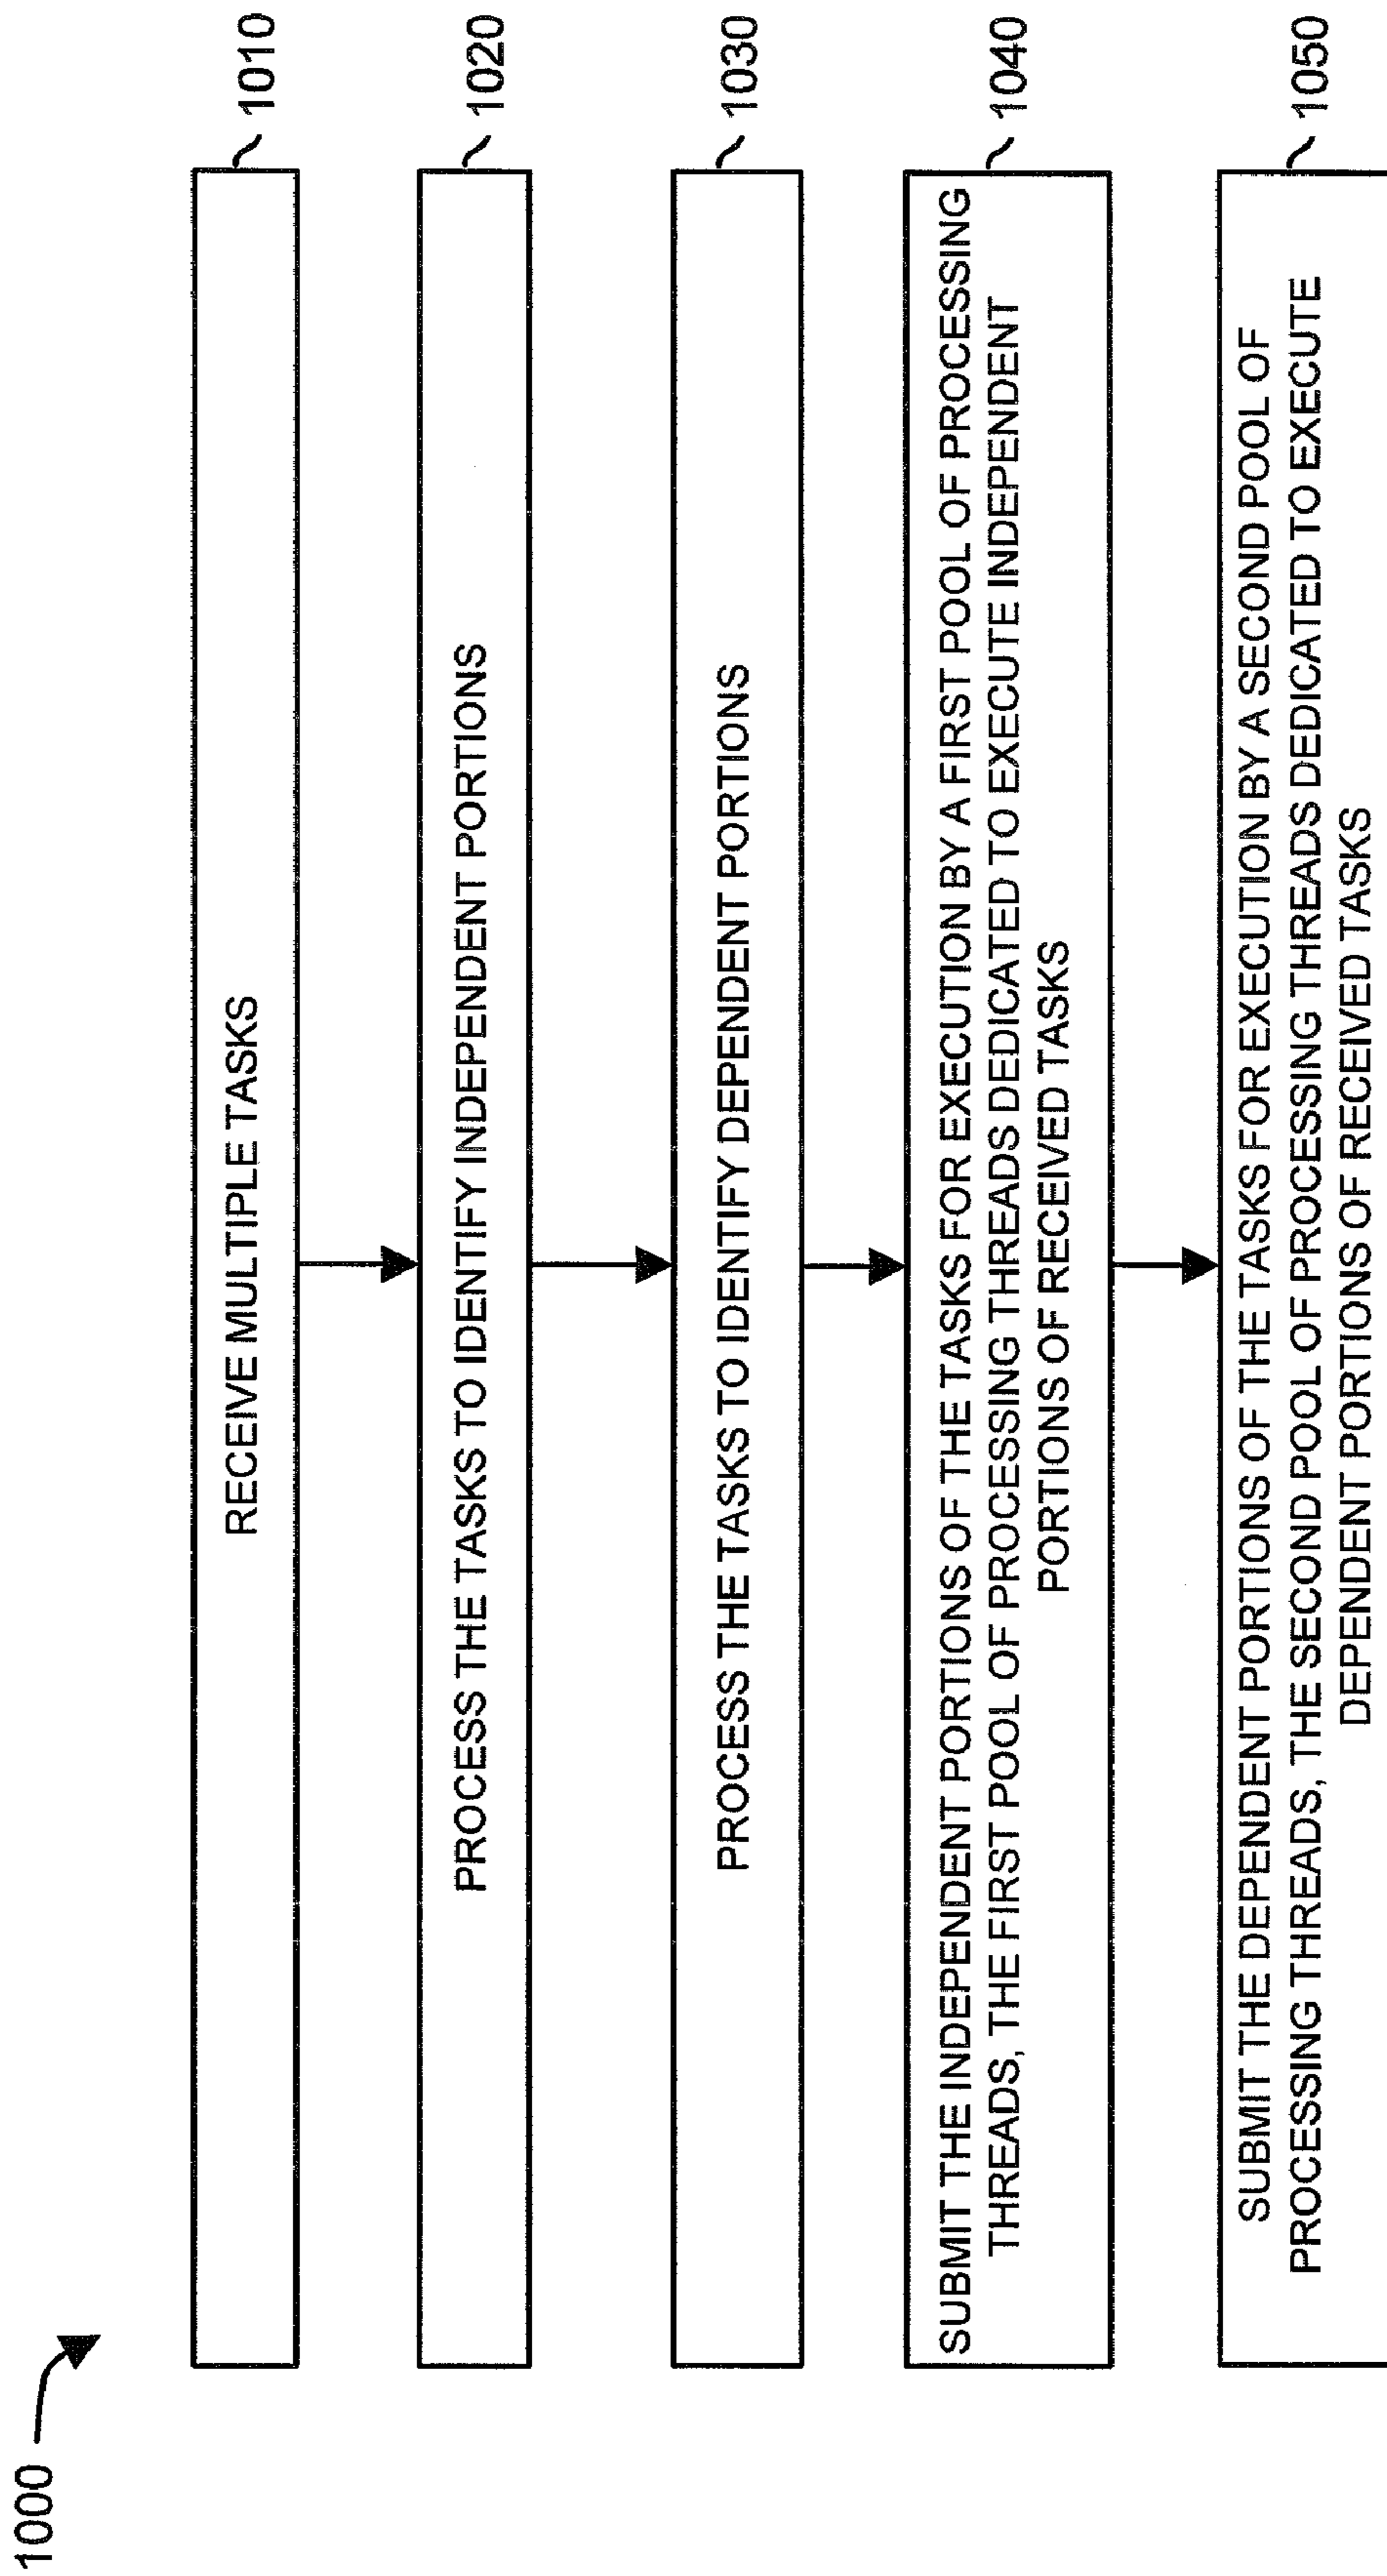 1000
RECEIVE MULTIPLE TASKS
1010
PROCESS THE TASKS TO IDENTIFY INDEPENDENT PORTIONS
1020
PROCESS THE TASKS TO IDENTIFY DEPENDENT PORTIONS
1030
SUBMIT THE INDEPENDENT PORTIONS OF THE TASKS FOR EXECUTION BY A FIRST POOL OF PROCESSING
THREADS, THE FIRST POOL OF PROCESSING THREADS DEDICATED TO EXECUTE INDEPENDENT
PORTIONS OF RECEIVED TASKS
1040
SUBMIT THE DEPENDENT PORTIONS OF THE TASKS FOR EXECUTION BY A SECOND POOL OF
PROCESSING THREADS, THE SECOND POOL OF PROCESSING THREADS DEDICATED TO EXECUTE
DEPENDENT PORTIONS OF RECEIVED TASKS
1050